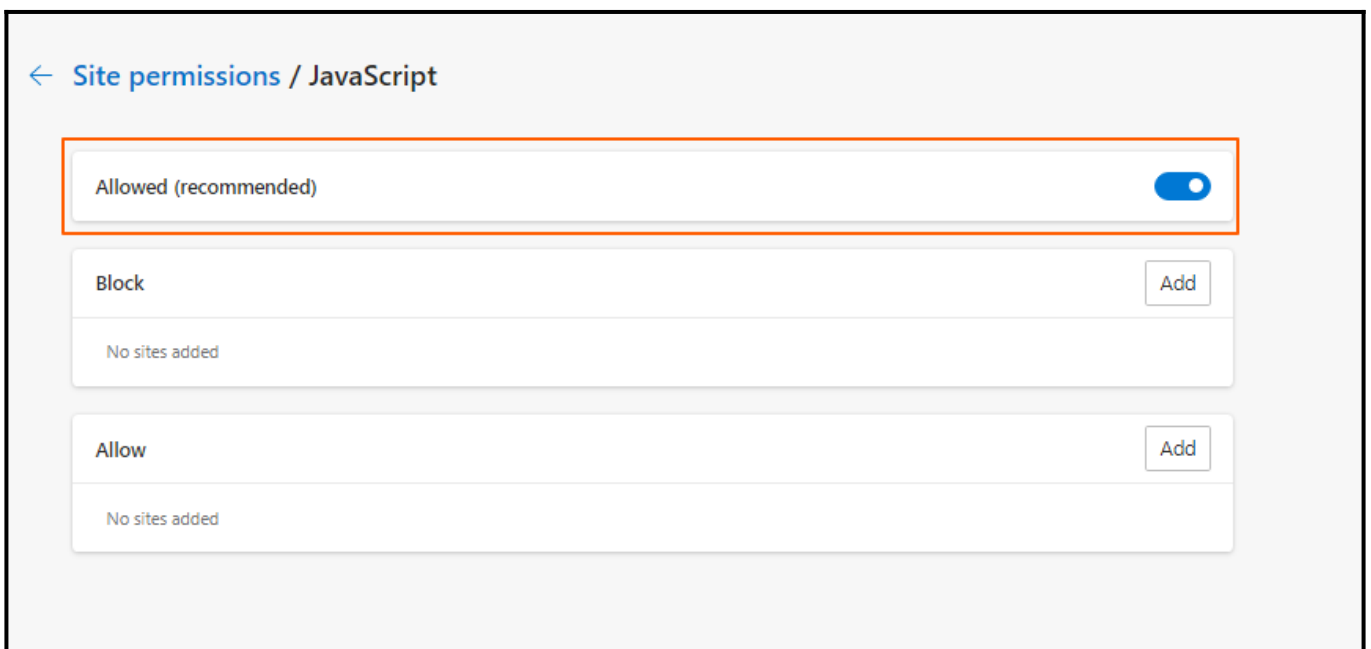 Site permissions / JavaScript
Allowed (recommended)
Block
Add
No sites added
Allow
Add
No sites added